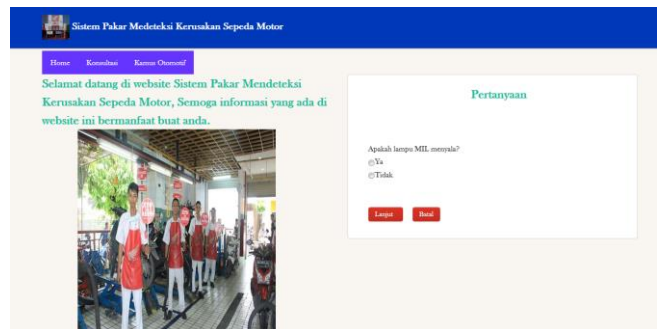 Sistem Pakar Medeteksi Kerusakan Sepeda Motor
Home Konsultasi Kamus Otomotif
Selamat datang di website Sistem Pakar Mendeteksi
Kerusakan Sepeda Motor, Semoga informasi yang ada di
website ini bermanfaat buat anda.
Pertanyaan
Apakah lampu MIL menyala?
Ya
Tidak
Lanjut Batal